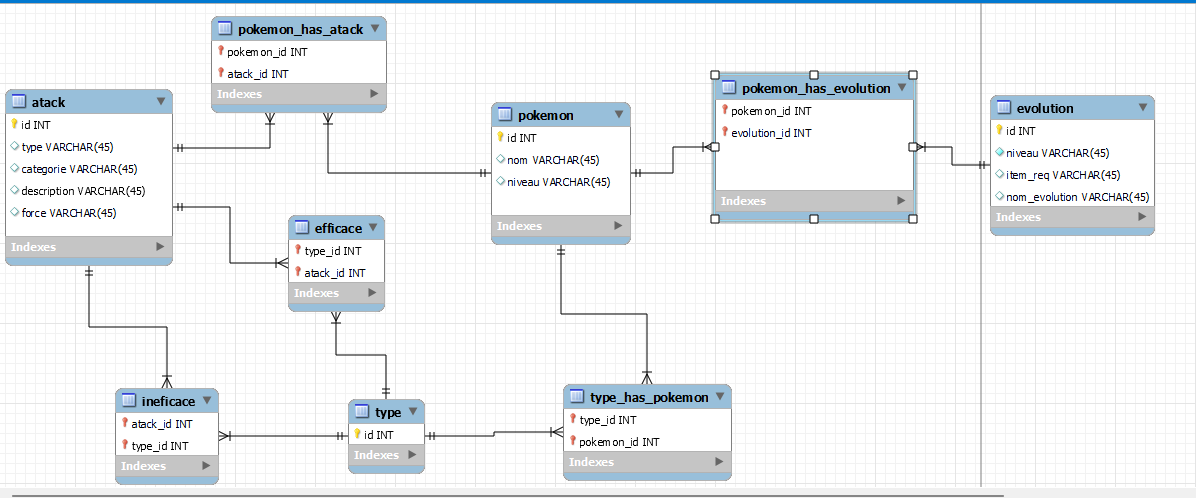 pokemon_has_atack
pokemon_id INT
atack_id INT
Indexes
atack
id INT
type VARCHAR(45)
categorie VARCHAR(45)
description VARCHAR(45)
force VARCHAR(45)
Indexes
pokemon
id INT
nom VARCHAR(45)
niveau VARCHAR(45)
Indexes
pokemon_has_evolution
pokemon_id INT
evolution_id INT
Indexes
evolution
id INT
niveau VARCHAR(45)
item_req VARCHAR(45)
nom_evolution VARCHAR(45)
Indexes
efficace
type_id INT
atack_id INT
Indexes
ineficace
atack_id INT
type_id INT
Indexes
type
id INT
Indexes
type_has_pokemon
type_id INT
pokemon_id INT
Indexes